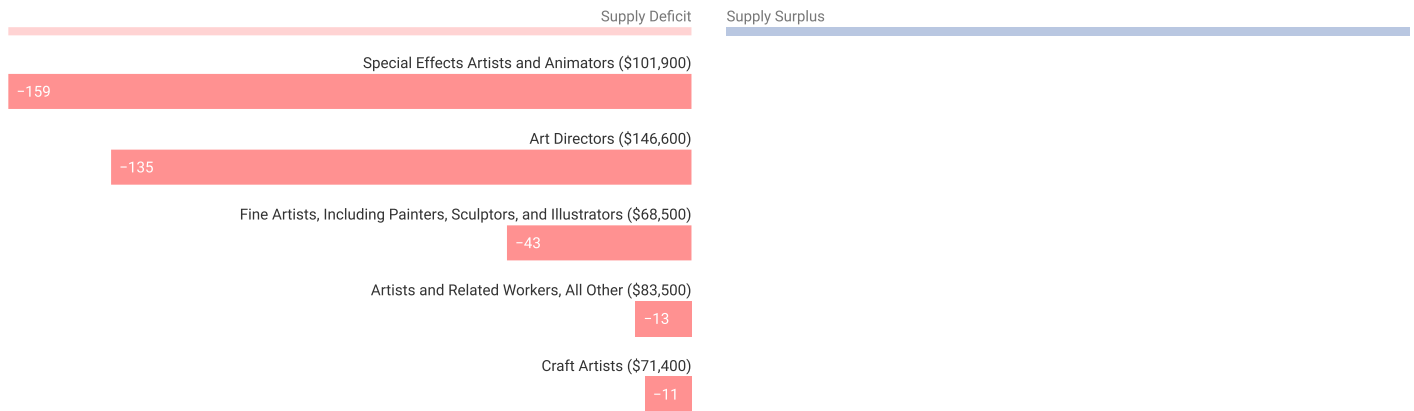 Supply Deficit
Supply Surplus
Special Effects Artists and Animators ($101,900)
−159
Art Directors ($146,600)
−135
Fine Artists, Including Painters, Sculptors, and Illustrators ($68,500)
−43
Artists and Related Workers, All Other ($83,500)
−13
Craft Artists ($71,400)
−11